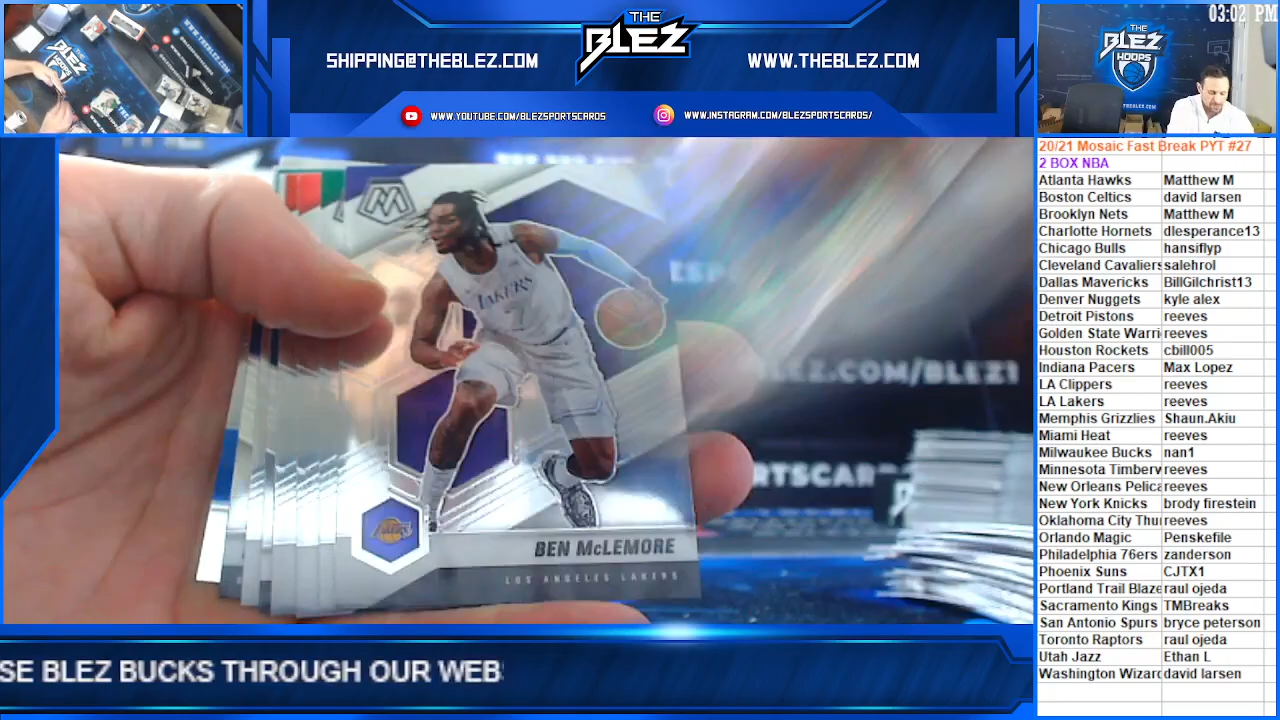 03:02 PM
THE
BLEZ
SHIPPING@THEBLEZ.COM
WWW.THEBLEZ.COM
WWW.YOUTUBE.COM/BLEZSPORTSCARDS
WWW.INSTAGRAM.COM/BLEZSPORTSCARDS/
THE
BLEZ
HOOPS
20/21 Mosaic Fast Break PYT #27
2 BOX NBA
Atlanta Hawks Matthew M
Boston Celtics david larsen
Brooklyn Nets Matthew M
Charlotte Hornets dlesperance13
Chicago Bulls hansiflyp
Cleveland Cavaliers salehrol
Dallas Mavericks BillGilchrist13
Denver Nuggets kyle alex
Detroit Pistons reeves
Golden State Warri reeves
Houston Rockets cbill005
Indiana Pacers Max Lopez
LA Clippers reeves
LA Lakers reeves
Memphis Grizzlies Shaun.Akiu
Miami Heat reeves
Milwaukee Bucks nan1
Minnesota Timberw reeves
New Orleans Pelica reeves
New York Knicks brody firestein
Oklahoma City Thu reeves
Orlando Magic Penskefile
Philadelphia 76ers zanderson
Phoenix Suns CJTX1
Portland Trail Blaze raul ojeda
Sacramento Kings TMBreaks
San Antonio Spurs bryce peterson
Toronto Raptors raul ojeda
Utah Jazz Ethan L
Washington Wizard david larsen
LAKERS
7
BEN McLEMORE
LOS ANGELES LAKERS
LEZ.COM/BLEZ1
RTSCAR
SE BLEZ BUCKS THROUGH OUR WEB